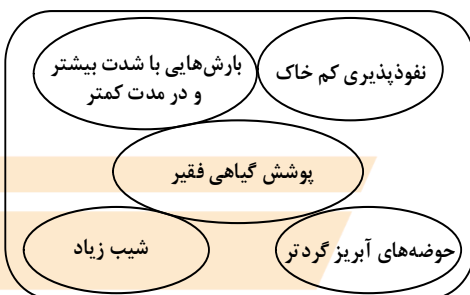 نفوذپذیری کم خاک
بارش‌هایی با شدت بیشتر
و در مدت کمتر
پوشش گیاهی فقیر
حوضه‌های آبریز گردتر
شیب زیاد